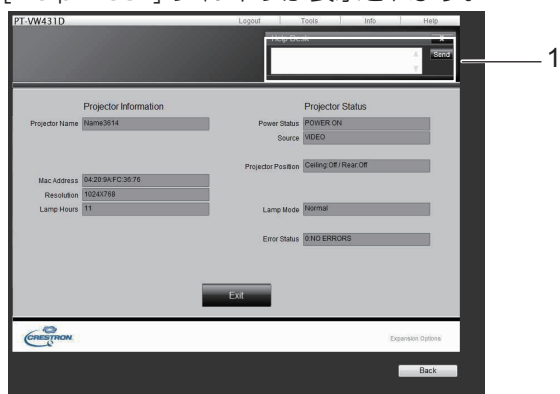 PT-VW431D
Logout Tools Info Help
Help Desk x
Send
1
Projector Information
Projector Status
Projector Name Name3614
Power Status POWER ON
Source VIDEO
Projector Position Ceiling:Off / Rear:Off
Mac Address 04:20:9A:FC:36:76
Resolution 1024X768
Lamp Hours 11
Lamp Mode Normal
Error Status 0:NO ERRORS
Exit
CRESTRON
Expansion Options
Back